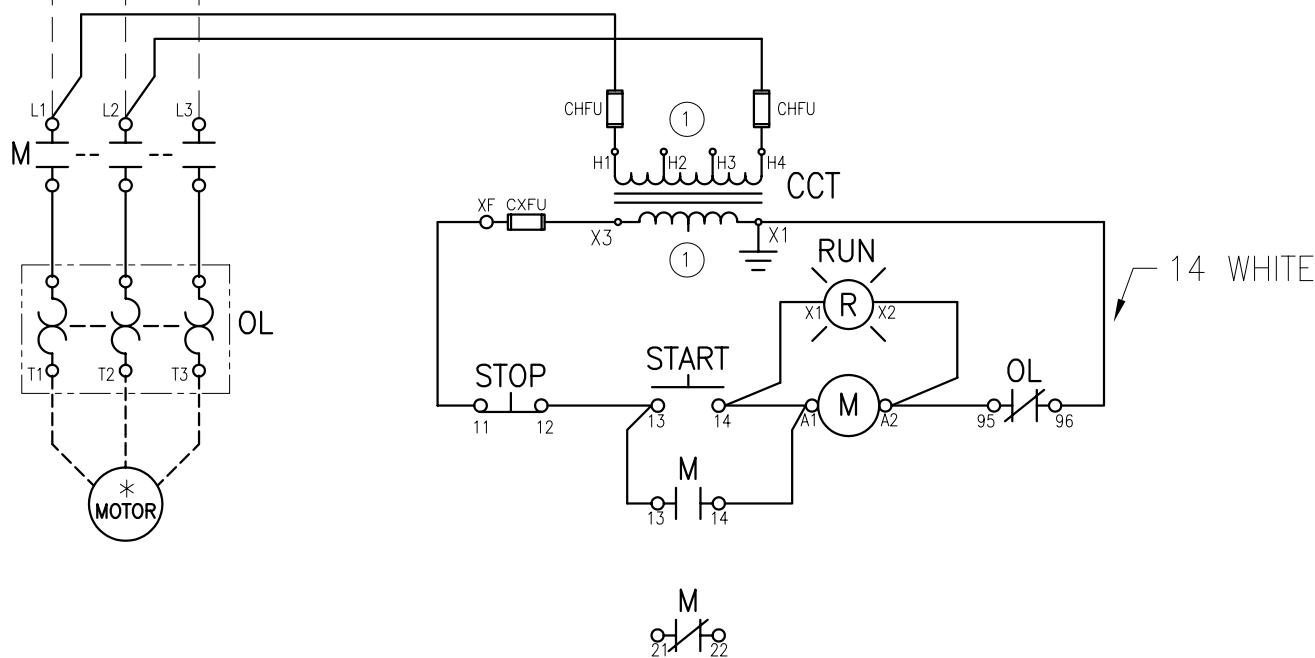 L1 L2 L3
M
CHFU 1 CHFU
H1 H2 H3 H4
CCT
XF CXFU
X3 X1
1
RUN
14 WHITE
X1 R X2
OL
T1 T2 T3
STOP START OL
11 12 13 14 A1 M A2 95 96
M
13 14
* MOTOR
M
21 22